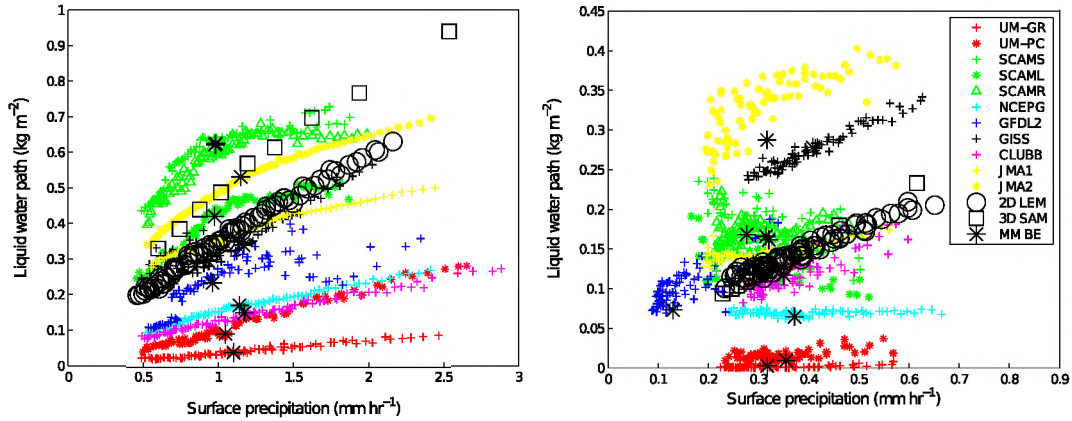 1
0.9
0.8
0.7
0.6
0.5
0.4
0.3
0.2
0.1
0
Liquid water path (kg m−2)
0
0.5
1
1.5
2
2.5
3
Surface precipitation (mm hr−1)
0.45
0.4
0.35
0.3
0.25
0.2
0.15
0.1
0.05
0
Liquid water path (kg m−2)
0
0.1
0.2
0.3
0.4
0.5
0.6
0.7
0.8
0.9
Surface precipitation (mm hr−1)
UM−GR
UM−PC
SCAMS
SCAML
SCAMR
NCEPG
GFDL2
GISS
CLUBB
JMA1
JMA2
2D LEM
3D SAM
MM BE